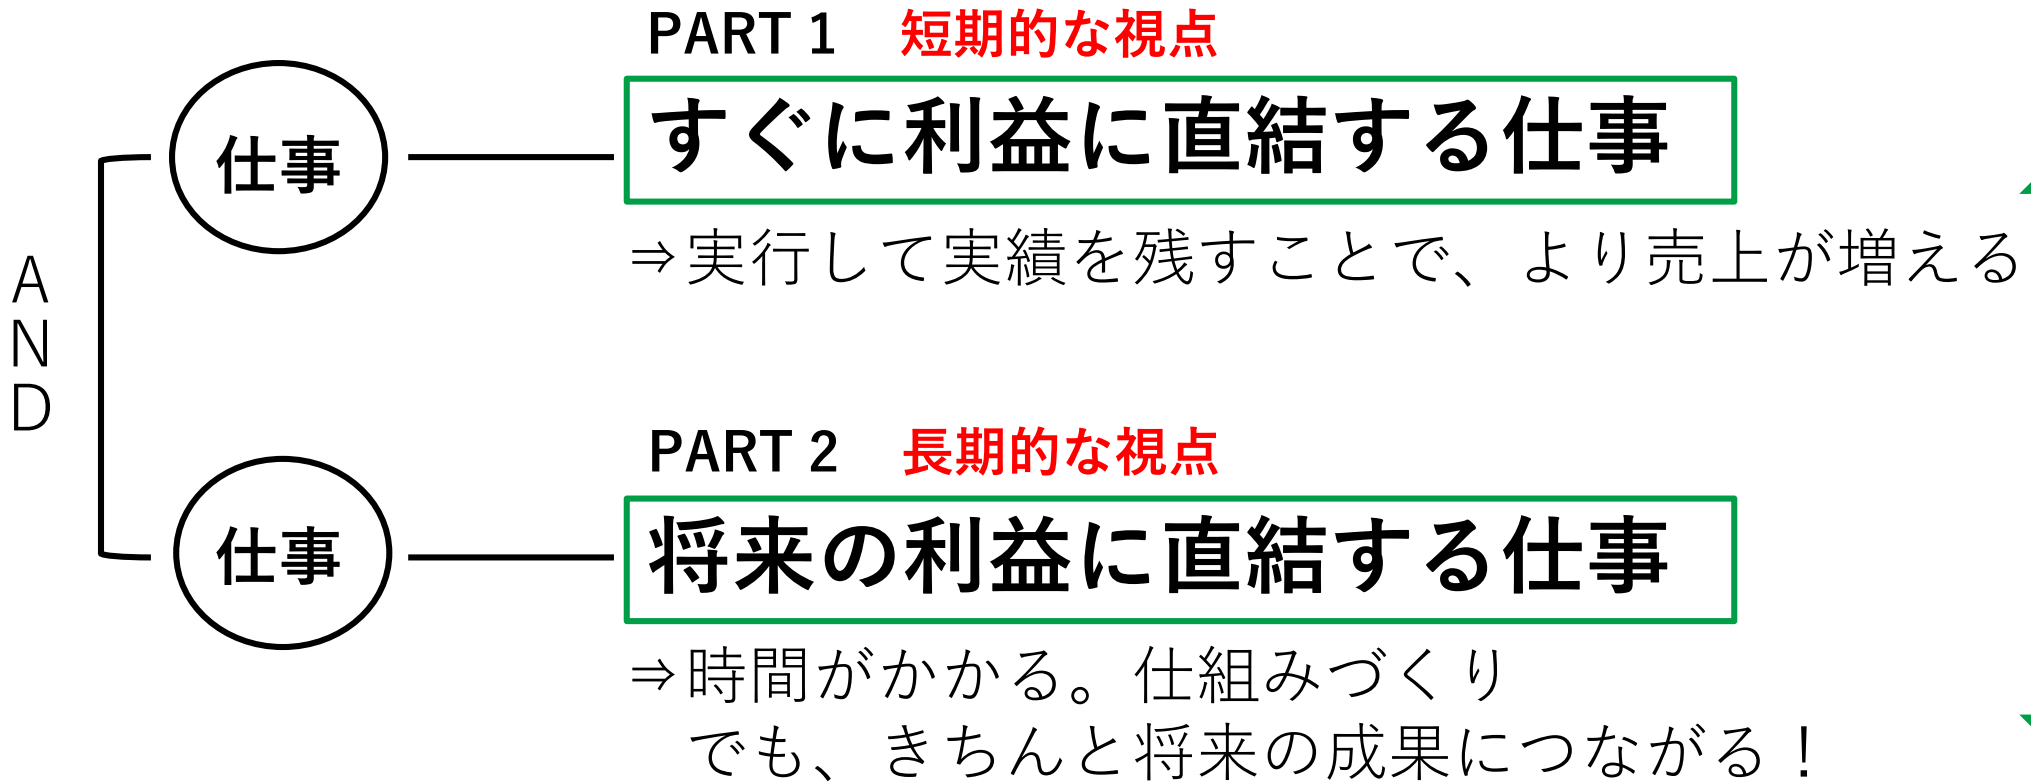 PART 1 短期的な視点
仕事
すぐに利益に直結する仕事
⇒実行して実績を残すことで、より売上が増える
AND
PART 2 長期的な視点
仕事
将来の利益に直結する仕事
⇒時間がかかる。仕組みづくり
でも、きちんと将来の成果につながる！